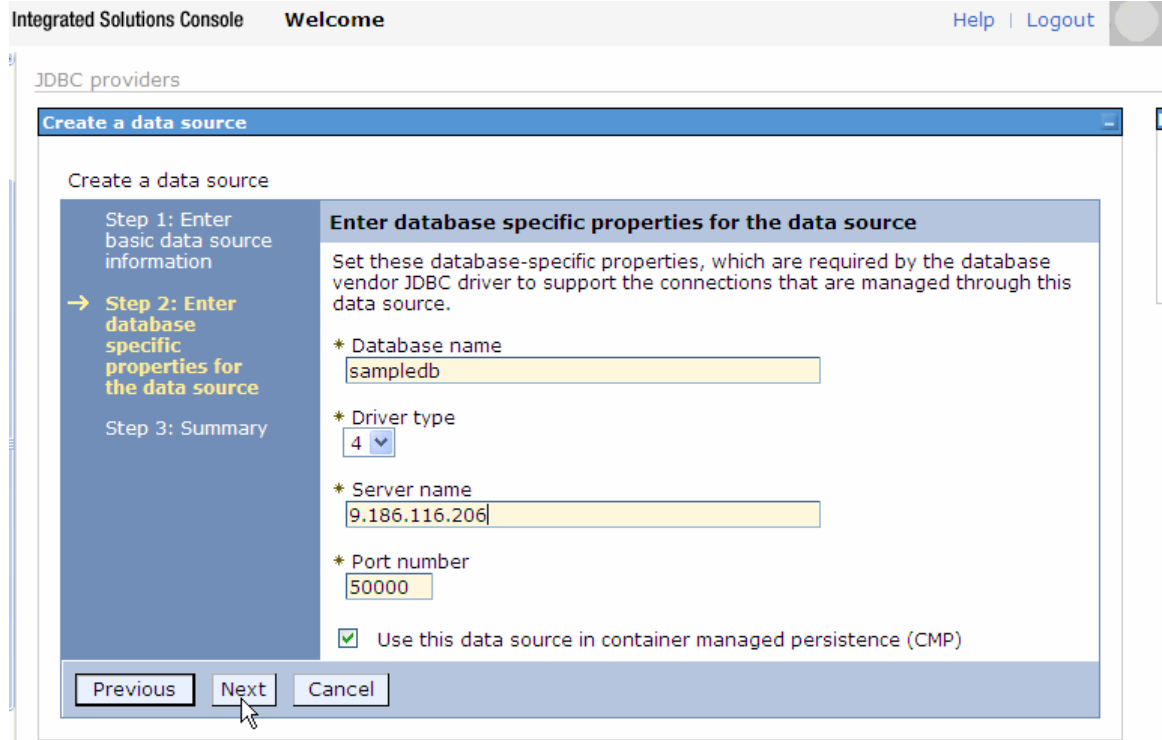 Integrated Solutions Console Welcome Help | Logout
JDBC providers
Create a data source
Create a data source
Step 1: Enter
basic data source
information
→ Step 2: Enter
database
specific
properties for
the data source
Step 3: Summary
Enter database specific properties for the data source
Set these database-specific properties, which are required by the database
vendor JDBC driver to support the connections that are managed through this
data source.
* Database name
sampledb
* Driver type
4
* Server name
9.186.116.206
* Port number
50000
Use this data source in container managed persistence (CMP)
Previous Next Cancel